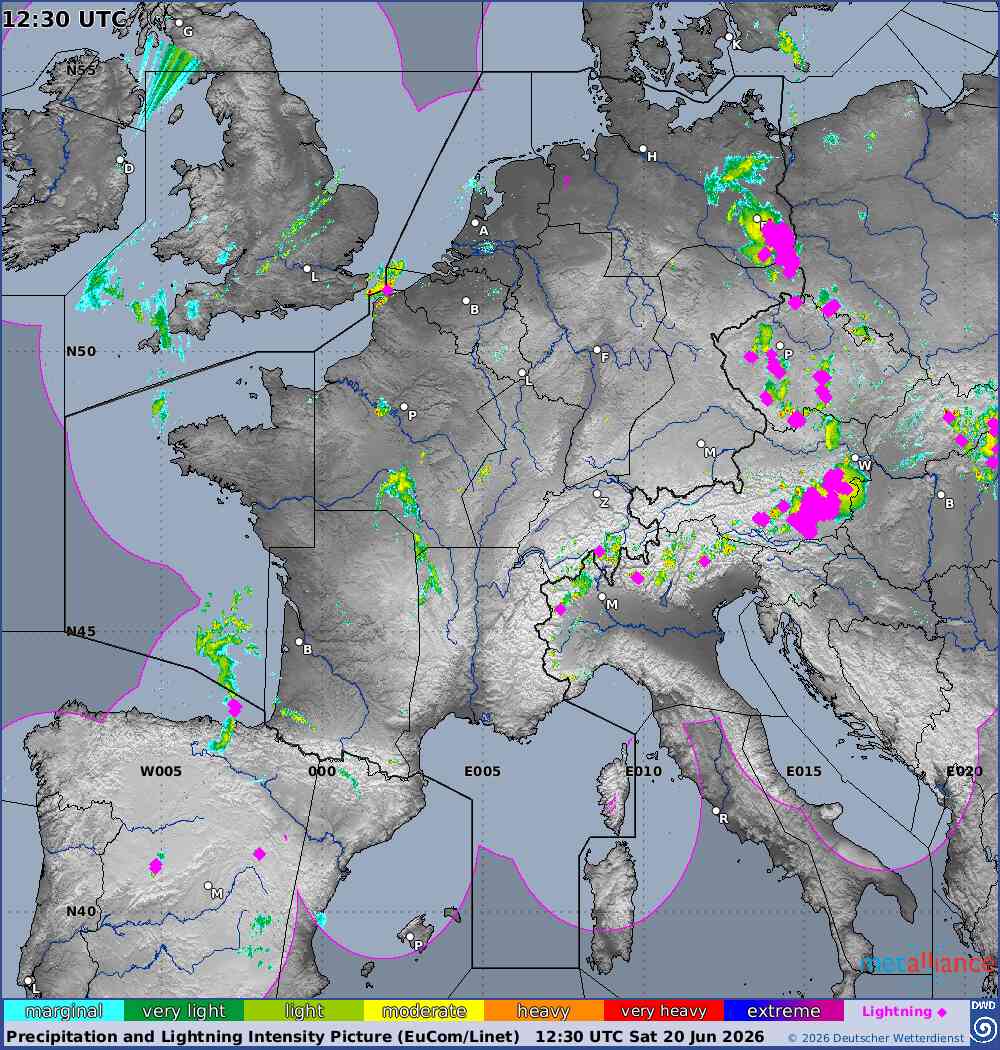 12:30 UTC
G
K
N55
D
H
A
L
B
N50
F
P
L
P
M
W
Z
B
M
N45
B
W005
000
E005
E010
E015
E020
R
M
N40
P
L
metalliance
marginal
very light
light
moderate
heavy
very heavy
extreme
Lightning ◆
DWD
Precipitation and Lightning Intensity Picture (EuCom/Linet) 12:30 UTC Sat 20 Jun 2026 © 2026 Deutscher Wetterdienst